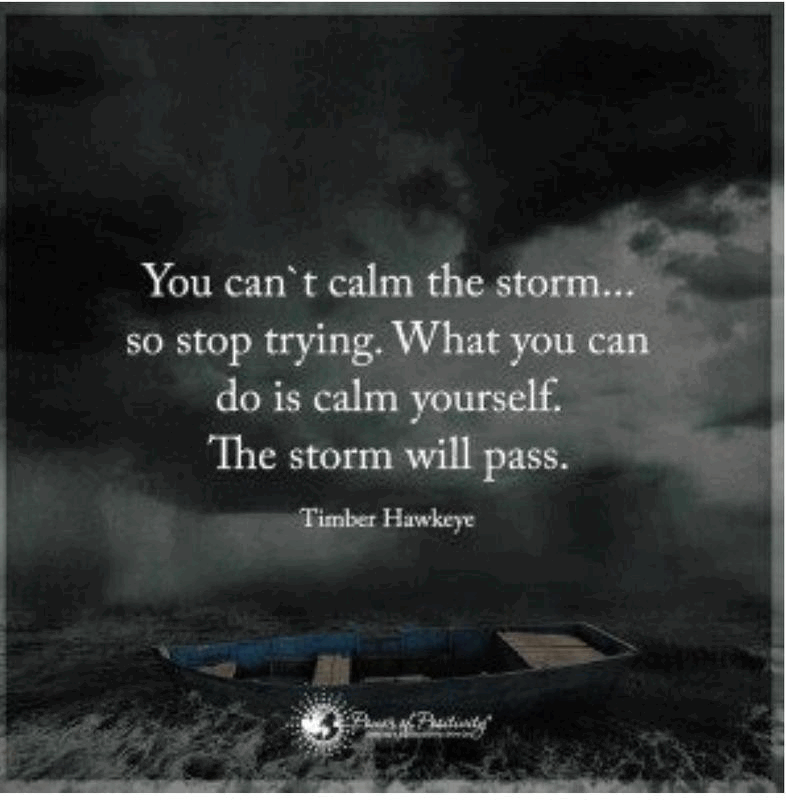 You can`t calm the storm...
so stop trying. What you can
do is calm yourself.
The storm will pass.
Timber Hawkeye
Power of Positivity